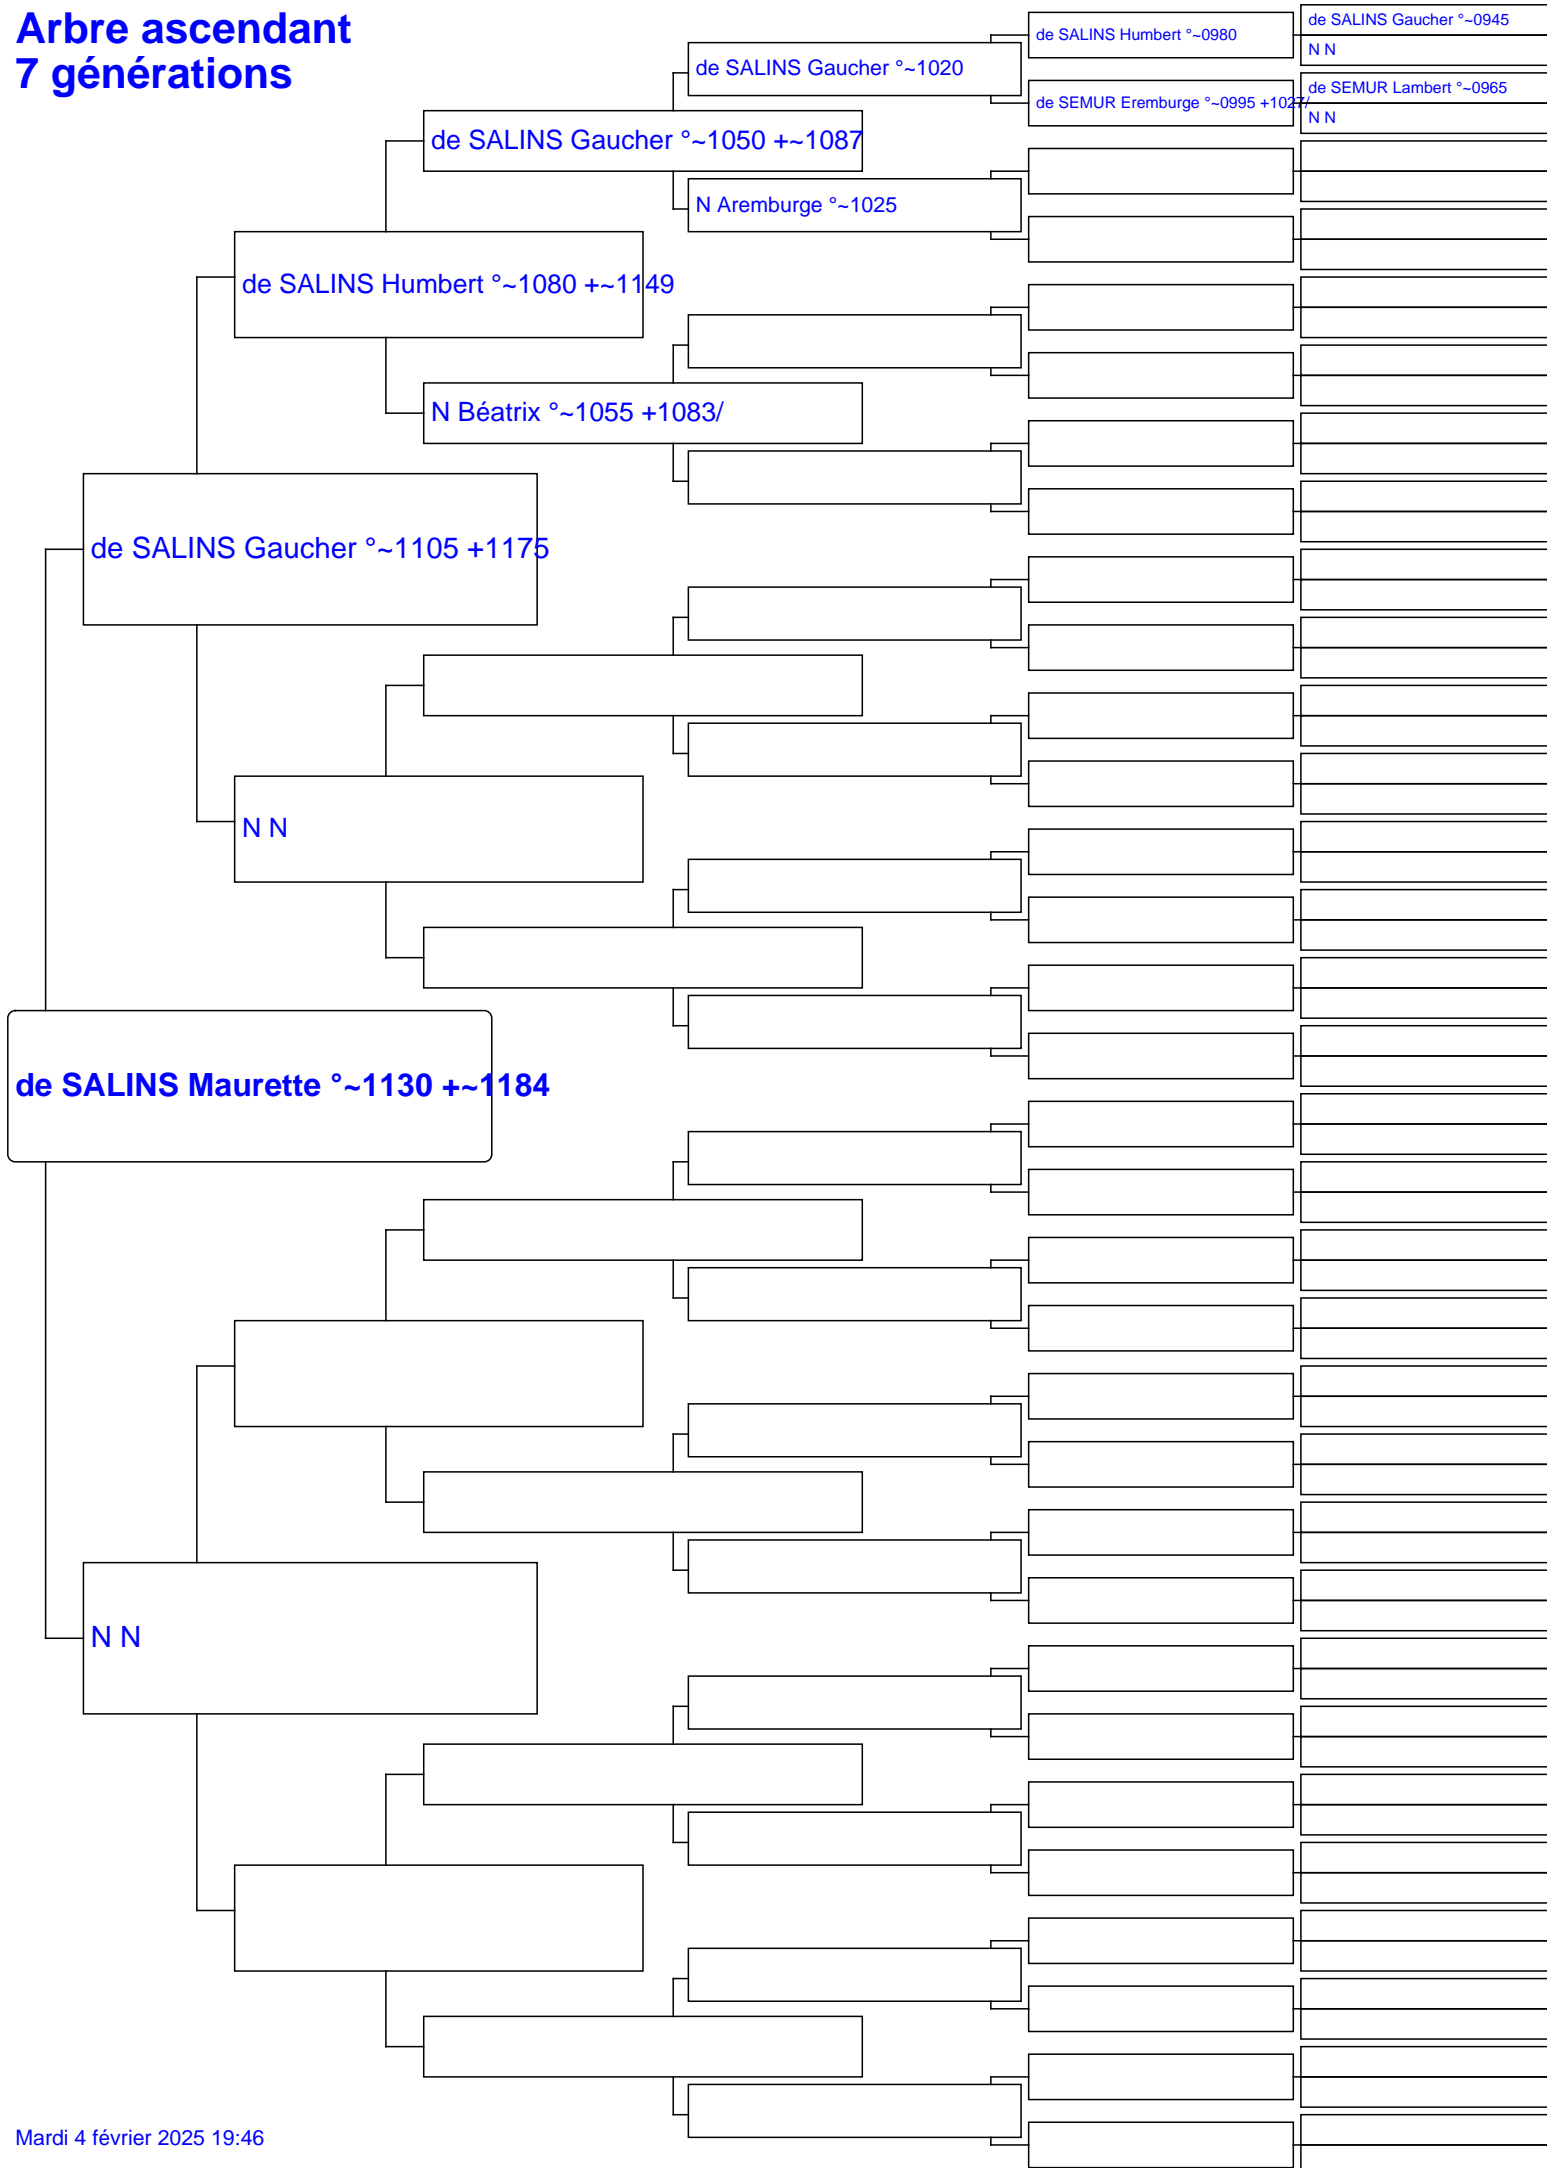 Arbre ascendant
7 générations
de SALINS Gaucher °~0945
de SALINS Humbert °~0980
N N
de SALINS Gaucher °~1020
de SEMUR Lambert °~0965
de SEMUR Eremburge °~0995 +1027/
N N
de SALINS Gaucher °~1050 +~1087
N Aremburge °~1025
de SALINS Humbert °~1080 +~1149
N Béatrix °~1055 +1083/
de SALINS Gaucher °~1105 +1175
N N
de SALINS Maurette °~1130 +~1184
N N
Mardi 4 février 2025 19:46